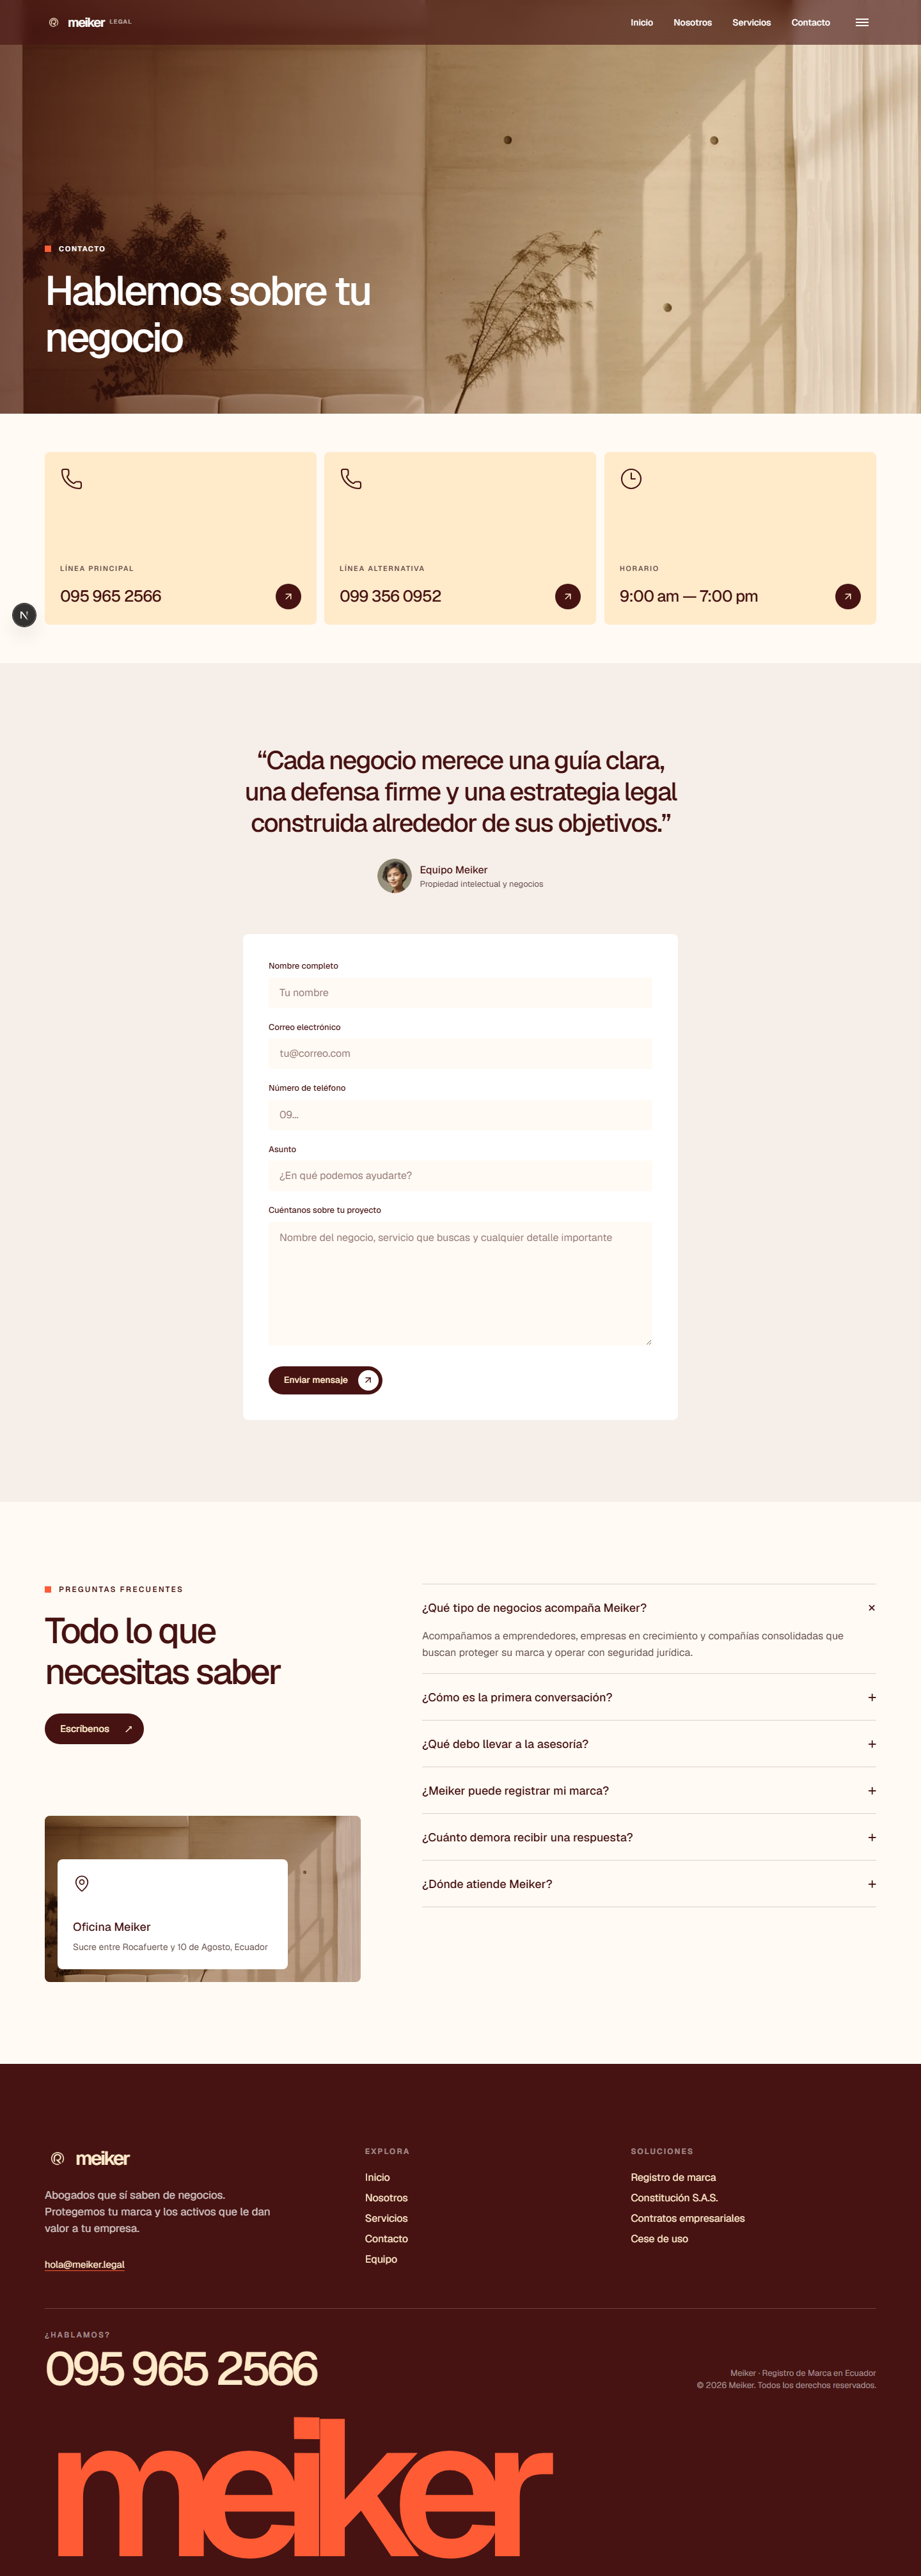 meiker LEGAL
Inicio Nosotros Servicios Contacto
CONTACTO
Hablemos sobre tu
negocio
LÍNEA PRINCIPAL
095 965 2566
LÍNEA ALTERNATIVA
099 356 0952
HORARIO
9:00 am — 7:00 pm
N
“Cada negocio merece una guía clara,
una defensa firme y una estrategia legal
construida alrededor de sus objetivos.”
Equipo Meiker
Propiedad intelectual y negocios
Nombre completo
Tu nombre
Correo electrónico
tu@correo.com
Número de teléfono
09...
Asunto
¿En qué podemos ayudarte?
Cuéntanos sobre tu proyecto
Nombre del negocio, servicio que buscas y cualquier detalle importante
Enviar mensaje
PREGUNTAS FRECUENTES
Todo lo que
necesitas saber
Escríbenos
¿Qué tipo de negocios acompaña Meiker?
Acompañamos a emprendedores, empresas en crecimiento y compañías consolidadas que
buscan proteger su marca y operar con seguridad jurídica.
¿Cómo es la primera conversación?
¿Qué debo llevar a la asesoría?
¿Meiker puede registrar mi marca?
¿Cuánto demora recibir una respuesta?
¿Dónde atiende Meiker?
Oficina Meiker
Sucre entre Rocafuerte y 10 de Agosto, Ecuador
meiker
Abogados que sí saben de negocios.
Protegemos tu marca y los activos que le dan
valor a tu empresa.
hola@meiker.legal
EXPLORA
Inicio
Nosotros
Servicios
Contacto
Equipo
SOLUCIONES
Registro de marca
Constitución S.A.S.
Contratos empresariales
Cese de uso
¿HABLAMOS?
095 965 2566
Meiker · Registro de Marca en Ecuador
© 2026 Meiker. Todos los derechos reservados.
meiker